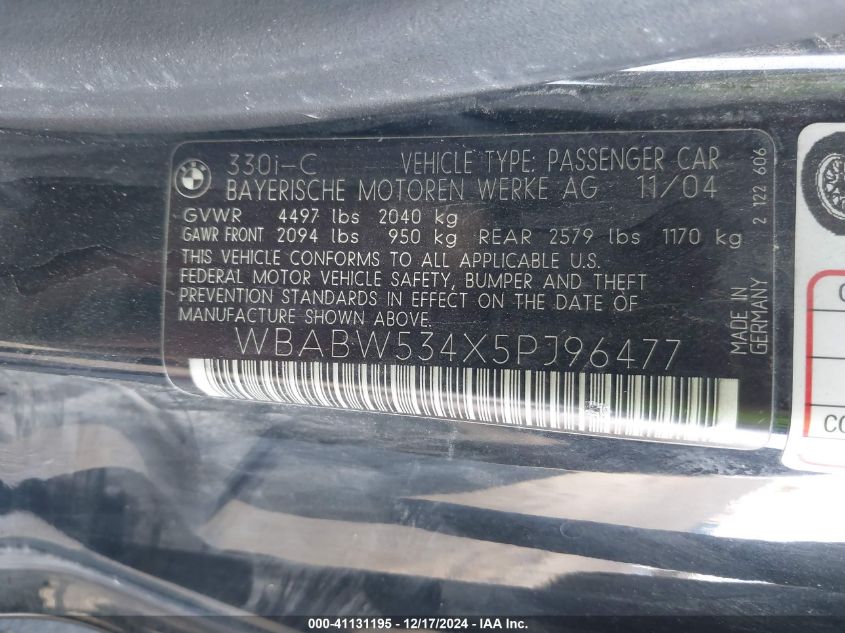 330i-C VEHICLE TYPE: PASSENGER CAR
BAYERISCHE MOTOREN WERKE AG 11/04
GVWR 4497 lbs 2040 kg
GAWR FRONT 2094 lbs 950 kg REAR 2579 lbs 1170 kg
THIS VEHICLE CONFORMS TO ALL APPLICABLE U.S.
FEDERAL MOTOR VEHICLE SAFETY, BUMPER AND THEFT
PREVENTION STANDARDS IN EFFECT ON THE DATE OF
MANUFACTURE SHOWN ABOVE.
WBABW534X5PJ96477
MADE IN
GERMANY
2 122 606
CO
000-41131195 - 12/17/2024 - IAA Inc.